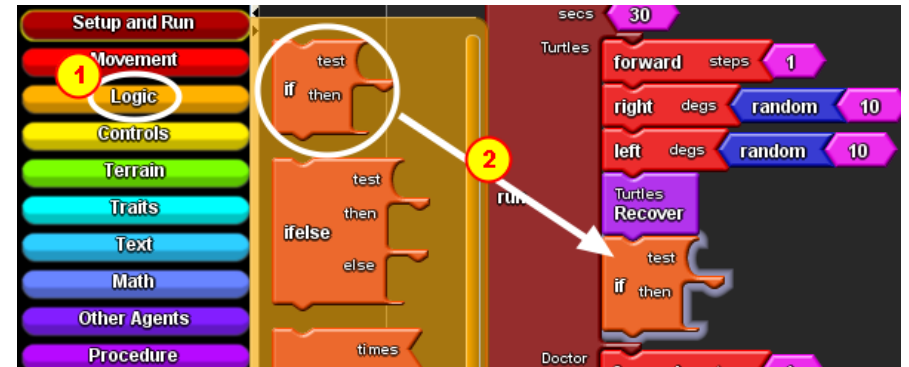 Setup and Run
Movement
1
Logic
Controls
Terrain
Traits
Text
Math
Other Agents
Procedure
test
if then
test
then
ifelse
else
times
2
secs 30
Turtles
forward steps 1
right degs random 10
left degs random 10
Turtles
Recover
test
if then
Doctor